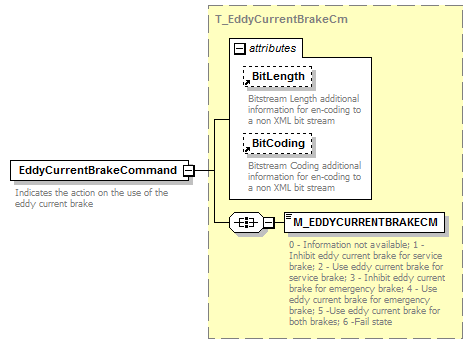 T_EddyCurrentBrakeCm
attributes
BitLength
Bitstream Length additional
information for en-coding to
a non XML bit stream
BitCoding
Bitstream Coding additional
information for en-coding to
a non XML bit stream
EddyCurrentBrakeCommand
Indicates the action on the use of the
eddy current brake
M_EDDYCURRENTBRAKECM
0 - Information not available; 1 -
Inhibit eddy current brake for service
brake; 2 - Use eddy current brake for
service brake; 3 - Inhibit eddy current
brake for emergency brake; 4 - Use
eddy current brake for emergency
brake; 5 -Use eddy current brake for
both brakes; 6 -Fail state